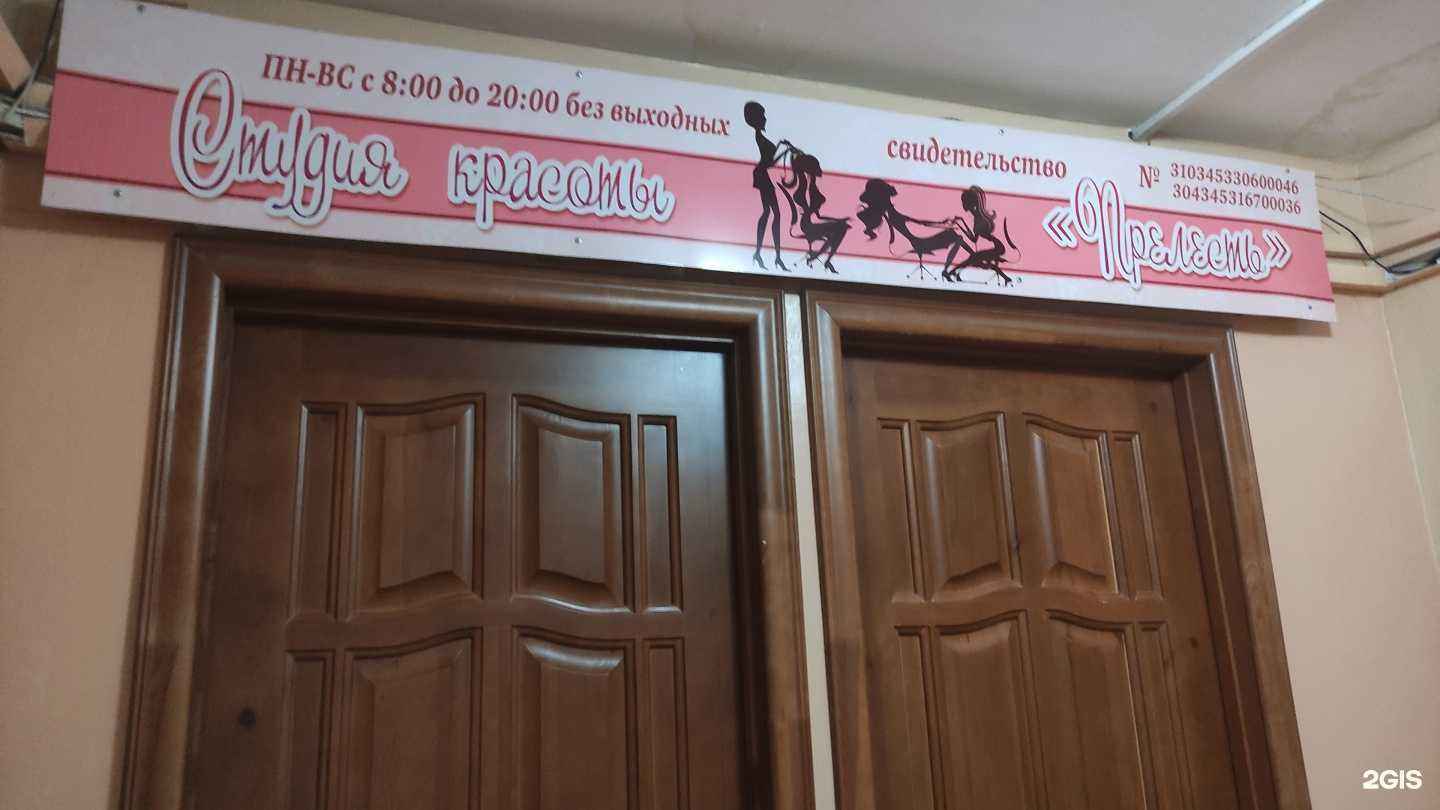 ПН-ВС с 8:00 до 20:00 без выходных
Студия красоты
свидетельство № 310345330600046
304345316700036
«Прелесть»
2GIS